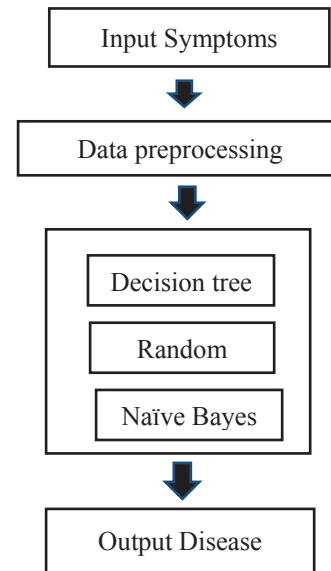 Input Symptoms
Data preprocessing
Decision tree
Random
Naïve Bayes
Output Disease